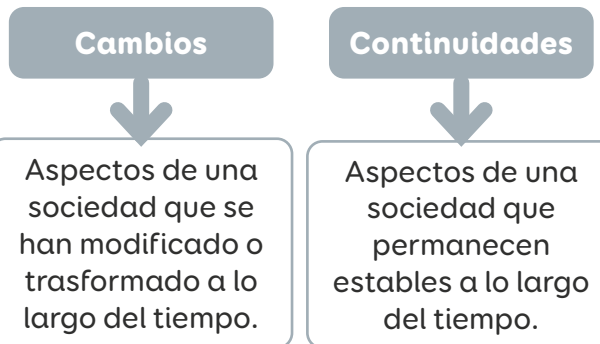 Cambios
Aspectos de una
sociedad que se
han modificado o
trasformado a lo
largo del tiempo.
Continuidades
Aspectos de una
sociedad que
permanecen
estables a lo largo
del tiempo.